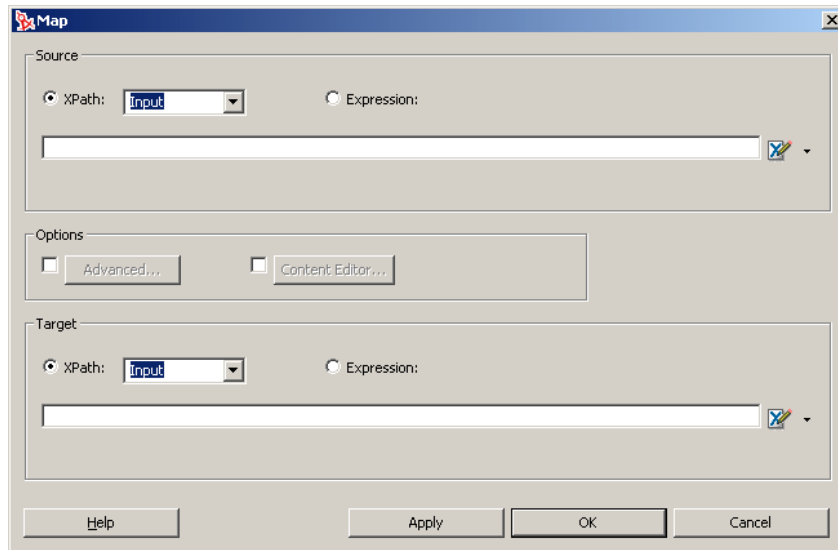 Map
Source
XPath: Input Expression:
Options
Advanced... Content Editor...
Target
XPath: Input Expression:
Help Apply OK Cancel